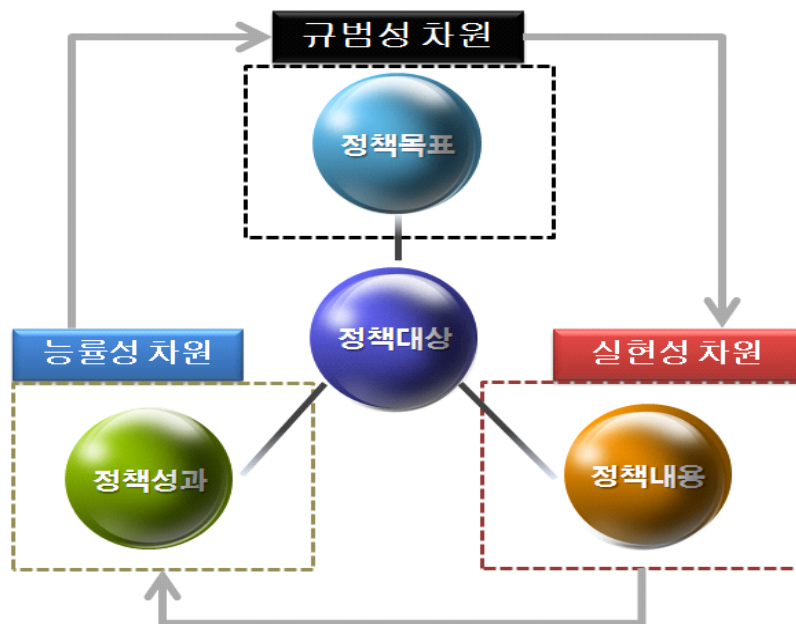 규범성 차원
정책목표
정책대상
능률성 차원
실현성 차원
정책성과
정책내용